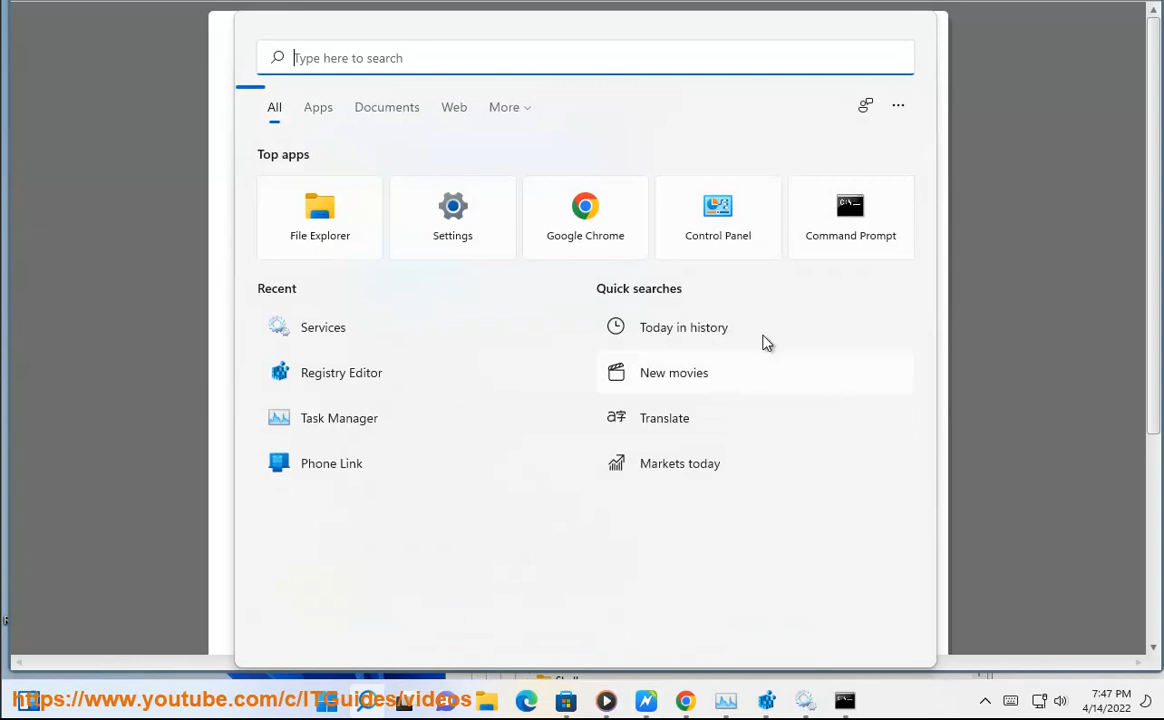 Type here to search
All Apps Documents Web More
Top apps
File Explorer Settings Google Chrome Control Panel Command Prompt
Recent Quick searches
Services Today in history
Registry Editor New movies
Task Manager Translate
Phone Link Markets today
https://www.youtube.com/c/ITGuides/videos
7:47 PM
4/14/2022